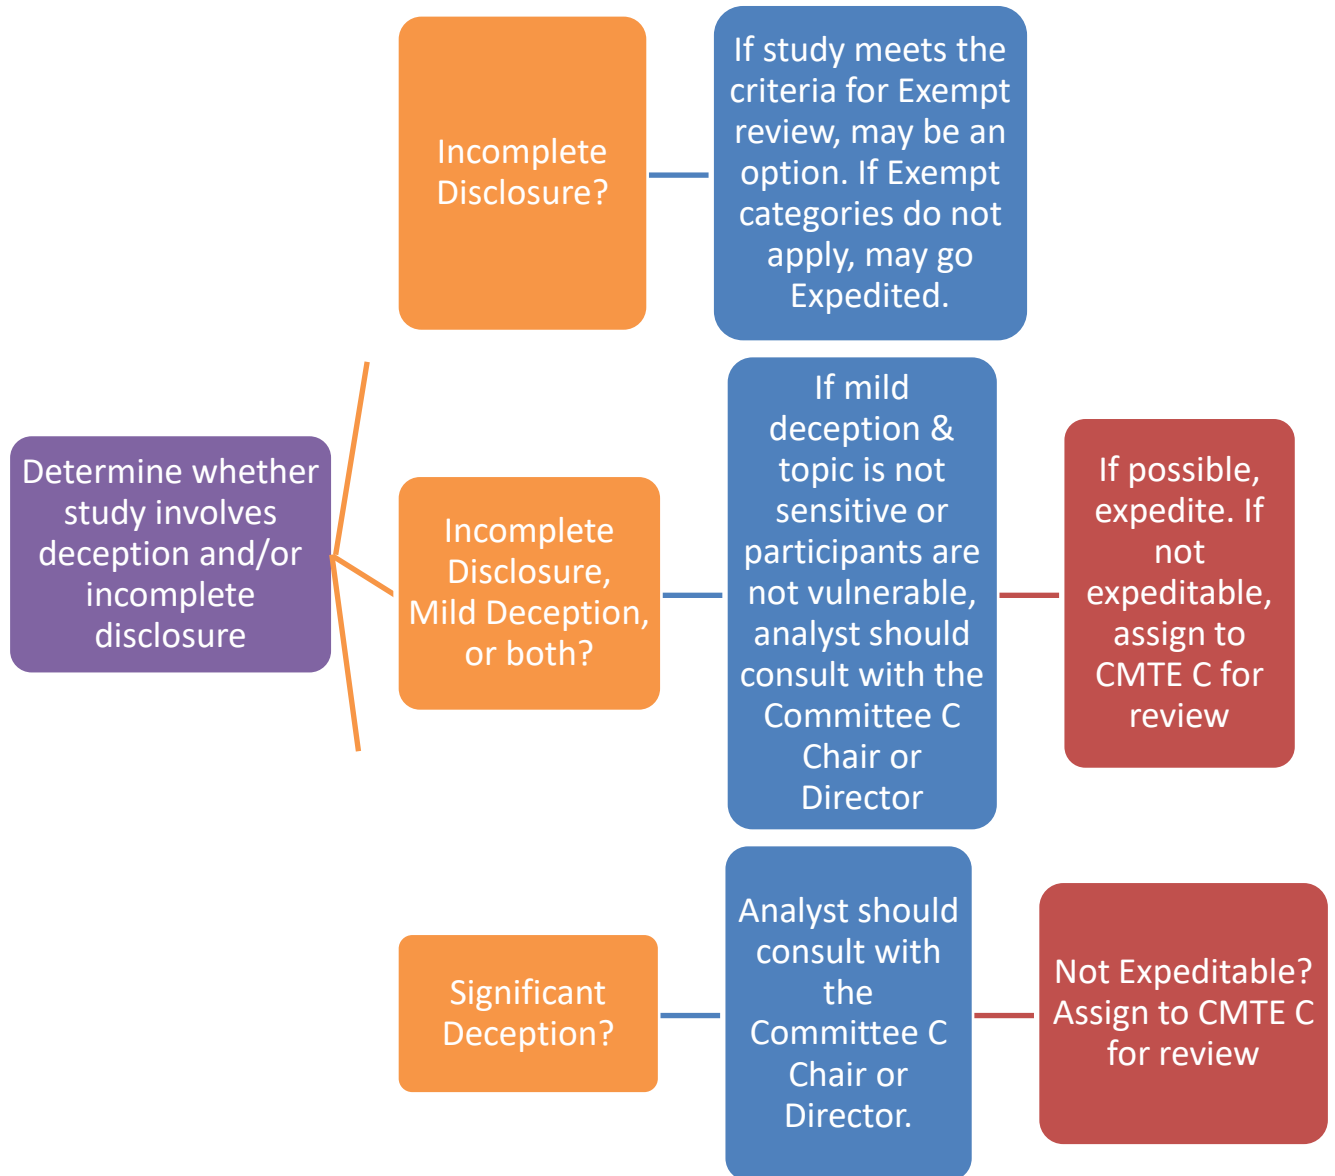 Incomplete
Disclosure?
If study meets the
criteria for Exempt
review, may be an
option. If Exempt
categories do not
apply, may go
Expedited.
Determine whether
study involves
deception and/or
incomplete
disclosure
Incomplete
Disclosure,
Mild Deception,
or both?
If mild
deception &
topic is not
sensitive or
participants are
not vulnerable,
analyst should
consult with the
Committee C
Chair or
Director
If possible,
expedite. If
not
expeditable,
assign to
CMTE C for
review
Significant
Deception?
Analyst should
consult with
the
Committee C
Chair or
Director.
Not Expeditable?
Assign to CMTE C
for review